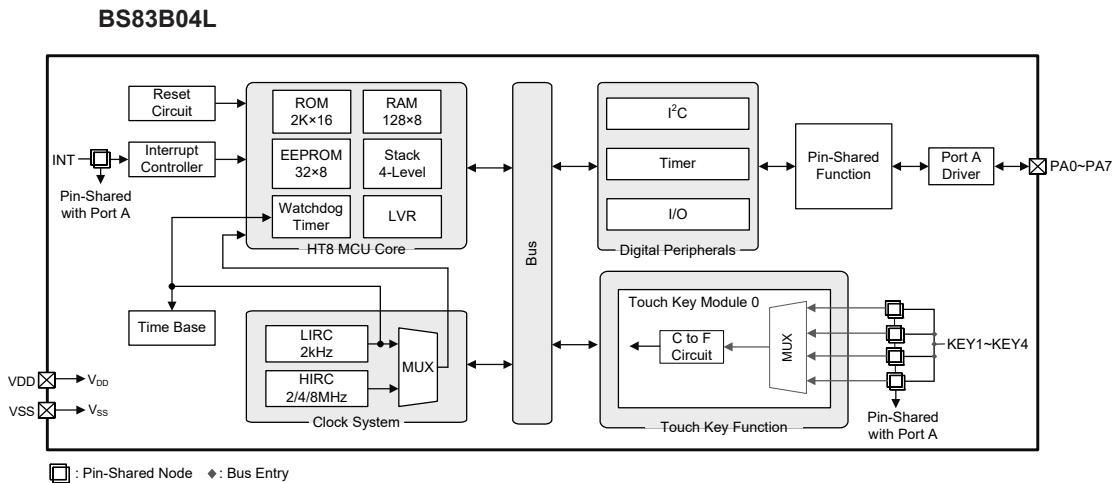 BS83B04L
Reset
Circuit
ROM
2K×16
RAM
128×8
INT
Interrupt
Controller
EEPROM
32×8
Stack
4-Level
Pin-Shared
with Port A
Watchdog
Timer
LVR
HT8 MCU Core
Bus
I²C
Timer
I/O
Digital Peripherals
Pin-Shared
Function
Port A
Driver
PA0~PA7
Time Base
LIRC
2kHz
HIRC
2/4/8MHz
MUX
Clock System
Touch Key Module 0
C to F
Circuit
MUX
KEY1~KEY4
Pin-Shared
with Port A
Touch Key Function
VDD
VDD
VSS
VSS
: Pin-Shared Node
: Bus Entry